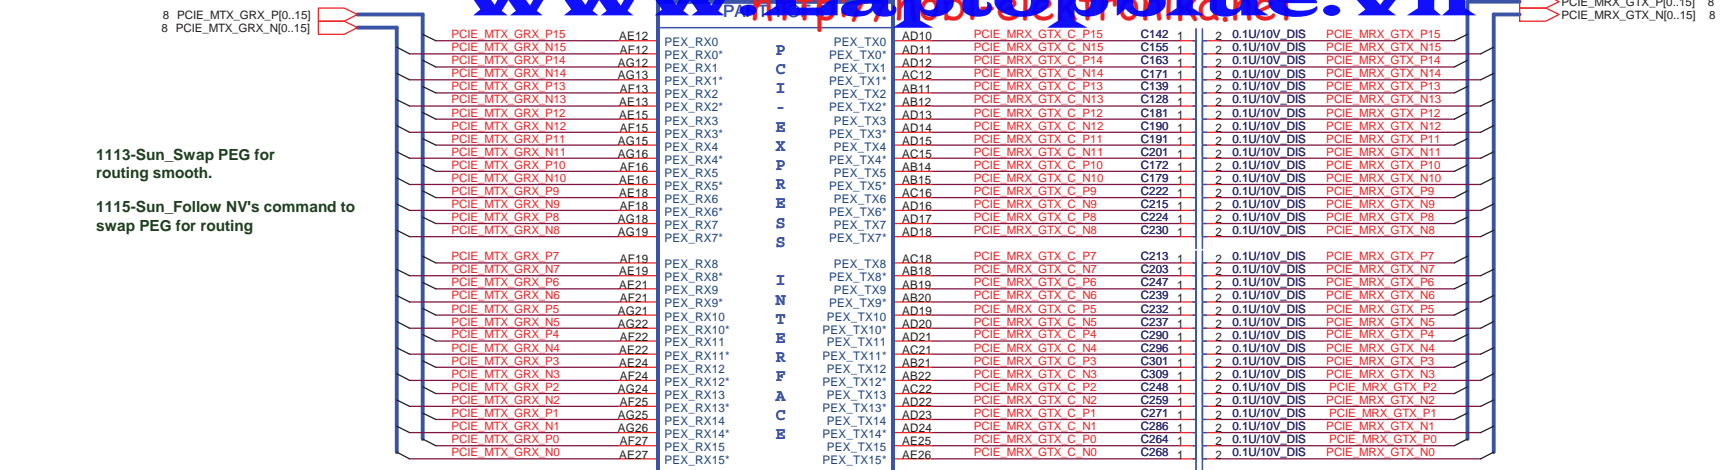 www.laptopblue.vn
http://hobi-elektronika.net
8 PCIE_MTX_GRX_P[0..15]
8 PCIE_MTX_GRX_N[0..15]
PCIE_MRX_GTX_P[0..15] 8
PCIE_MRX_GTX_N[0..15] 8
1113-Sun_Swap PEG for
routing smooth.
1115-Sun_Follow NV's command to
swap PEG for routing
PCI-EXPRESS INTERFACE
PCIE_MTX_GRX_P15 AE12 PEX_RX0 PEX_TX0 AD10 PCIE_MRX_GTX_C_P15 C142 1 2 0.1U/10V_DIS PCIE_MRX_GTX_P15
PCIE_MTX_GRX_N15 AF12 PEX_RX0* PEX_TX0* AD11 PCIE_MRX_GTX_C_N15 C155 1 2 0.1U/10V_DIS PCIE_MRX_GTX_N15
PCIE_MTX_GRX_P14 AG12 PEX_RX1 PEX_TX1 AD12 PCIE_MRX_GTX_C_P14 C163 1 2 0.1U/10V_DIS PCIE_MRX_GTX_P14
PCIE_MTX_GRX_N14 AG13 PEX_RX1* PEX_TX1* AC12 PCIE_MRX_GTX_C_N14 C171 1 2 0.1U/10V_DIS PCIE_MRX_GTX_N14
PCIE_MTX_GRX_P13 AF13 PEX_RX2 PEX_TX2 AB11 PCIE_MRX_GTX_C_P13 C139 1 2 0.1U/10V_DIS PCIE_MRX_GTX_P13
PCIE_MTX_GRX_N13 AE13 PEX_RX2* PEX_TX2* AB12 PCIE_MRX_GTX_C_N13 C128 1 2 0.1U/10V_DIS PCIE_MRX_GTX_N13
PCIE_MTX_GRX_P12 AE15 PEX_RX3 PEX_TX3 AD13 PCIE_MRX_GTX_C_P12 C181 1 2 0.1U/10V_DIS PCIE_MRX_GTX_P12
PCIE_MTX_GRX_N12 AF15 PEX_RX3* PEX_TX3* AD14 PCIE_MRX_GTX_C_N12 C190 1 2 0.1U/10V_DIS PCIE_MRX_GTX_N12
PCIE_MTX_GRX_P11 AG15 PEX_RX4 PEX_TX4 AD15 PCIE_MRX_GTX_C_P11 C191 1 2 0.1U/10V_DIS PCIE_MRX_GTX_P11
PCIE_MTX_GRX_N11 AG16 PEX_RX4* PEX_TX4* AC15 PCIE_MRX_GTX_C_N11 C201 1 2 0.1U/10V_DIS PCIE_MRX_GTX_N11
PCIE_MTX_GRX_P10 AF16 PEX_RX5 PEX_TX5 AB14 PCIE_MRX_GTX_C_P10 C172 1 2 0.1U/10V_DIS PCIE_MRX_GTX_P10
PCIE_MTX_GRX_N10 AE16 PEX_RX5* PEX_TX5* AB15 PCIE_MRX_GTX_C_N10 C179 1 2 0.1U/10V_DIS PCIE_MRX_GTX_N10
PCIE_MTX_GRX_P9 AE18 PEX_RX6 PEX_TX6 AC16 PCIE_MRX_GTX_C_P9 C222 1 2 0.1U/10V_DIS PCIE_MRX_GTX_P9
PCIE_MTX_GRX_N9 AF18 PEX_RX6* PEX_TX6* AD16 PCIE_MRX_GTX_C_N9 C215 1 2 0.1U/10V_DIS PCIE_MRX_GTX_N9
PCIE_MTX_GRX_P8 AG18 PEX_RX7 PEX_TX7 AD17 PCIE_MRX_GTX_C_P8 C224 1 2 0.1U/10V_DIS PCIE_MRX_GTX_P8
PCIE_MTX_GRX_N8 AG19 PEX_RX7* PEX_TX7* AD18 PCIE_MRX_GTX_C_N8 C230 1 2 0.1U/10V_DIS PCIE_MRX_GTX_N8
PCIE_MTX_GRX_P7 AF19 PEX_RX8 PEX_TX8 AC18 PCIE_MRX_GTX_C_P7 C213 1 2 0.1U/10V_DIS PCIE_MRX_GTX_P7
PCIE_MTX_GRX_N7 AE19 PEX_RX8* PEX_TX8* AB18 PCIE_MRX_GTX_C_N7 C203 1 2 0.1U/10V_DIS PCIE_MRX_GTX_N7
PCIE_MTX_GRX_P6 AE21 PEX_RX9 PEX_TX9 AB19 PCIE_MRX_GTX_C_P6 C247 1 2 0.1U/10V_DIS PCIE_MRX_GTX_P6
PCIE_MTX_GRX_N6 AF21 PEX_RX9* PEX_TX9* AB20 PCIE_MRX_GTX_C_N6 C239 1 2 0.1U/10V_DIS PCIE_MRX_GTX_N6
PCIE_MTX_GRX_P5 AG21 PEX_RX10 PEX_TX10 AD19 PCIE_MRX_GTX_C_P5 C232 1 2 0.1U/10V_DIS PCIE_MRX_GTX_P5
PCIE_MTX_GRX_N5 AG22 PEX_RX10* PEX_TX10* AD20 PCIE_MRX_GTX_C_N5 C237 1 2 0.1U/10V_DIS PCIE_MRX_GTX_N5
PCIE_MTX_GRX_P4 AF22 PEX_RX11 PEX_TX11 AD21 PCIE_MRX_GTX_C_P4 C290 1 2 0.1U/10V_DIS PCIE_MRX_GTX_P4
PCIE_MTX_GRX_N4 AE22 PEX_RX11* PEX_TX11* AC21 PCIE_MRX_GTX_C_N4 C296 1 2 0.1U/10V_DIS PCIE_MRX_GTX_N4
PCIE_MTX_GRX_P3 AE24 PEX_RX12 PEX_TX12 AB21 PCIE_MRX_GTX_C_P3 C301 1 2 0.1U/10V_DIS PCIE_MRX_GTX_P3
PCIE_MTX_GRX_N3 AF24 PEX_RX12* PEX_TX12* AB22 PCIE_MRX_GTX_C_N3 C309 1 2 0.1U/10V_DIS PCIE_MRX_GTX_N3
PCIE_MTX_GRX_P2 AG24 PEX_RX13 PEX_TX13 AC22 PCIE_MRX_GTX_C_P2 C248 1 2 0.1U/10V_DIS PCIE_MRX_GTX_P2
PCIE_MTX_GRX_N2 AF25 PEX_RX13* PEX_TX13* AD22 PCIE_MRX_GTX_C_N2 C259 1 2 0.1U/10V_DIS PCIE_MRX_GTX_N2
PCIE_MTX_GRX_P1 AG25 PEX_RX14 PEX_TX14 AD23 PCIE_MRX_GTX_C_P1 C271 1 2 0.1U/10V_DIS PCIE_MRX_GTX_P1
PCIE_MTX_GRX_N1 AG26 PEX_RX14* PEX_TX14* AD24 PCIE_MRX_GTX_C_N1 C286 1 2 0.1U/10V_DIS PCIE_MRX_GTX_N1
PCIE_MTX_GRX_P0 AF27 PEX_RX15 PEX_TX15 AE25 PCIE_MRX_GTX_C_P0 C264 1 2 0.1U/10V_DIS PCIE_MRX_GTX_P0
PCIE_MTX_GRX_N0 AE27 PEX_RX15* PEX_TX15* AE26 PCIE_MRX_GTX_C_N0 C268 1 2 0.1U/10V_DIS PCIE_MRX_GTX_N0